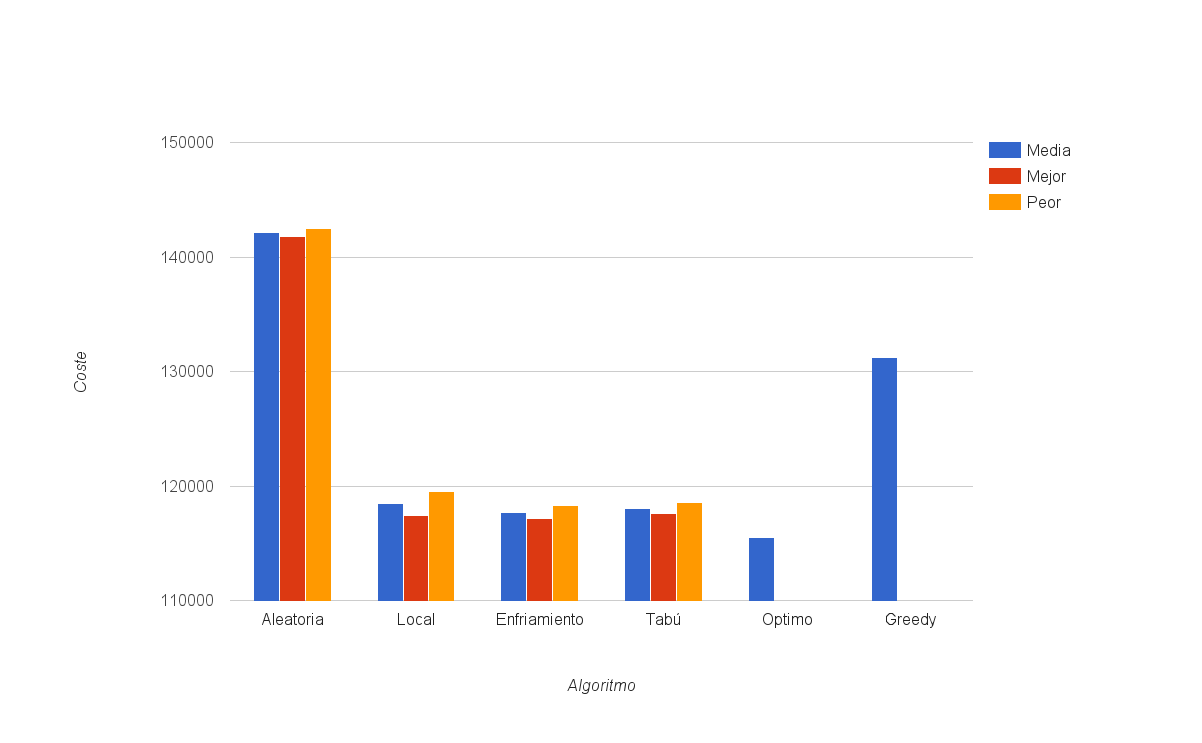 150000
140000
130000
120000
110000
Coste
Aleatoria
Local
Enfriamiento
Tabú
Optimo
Greedy
Algoritmo
Media
Mejor
Peor